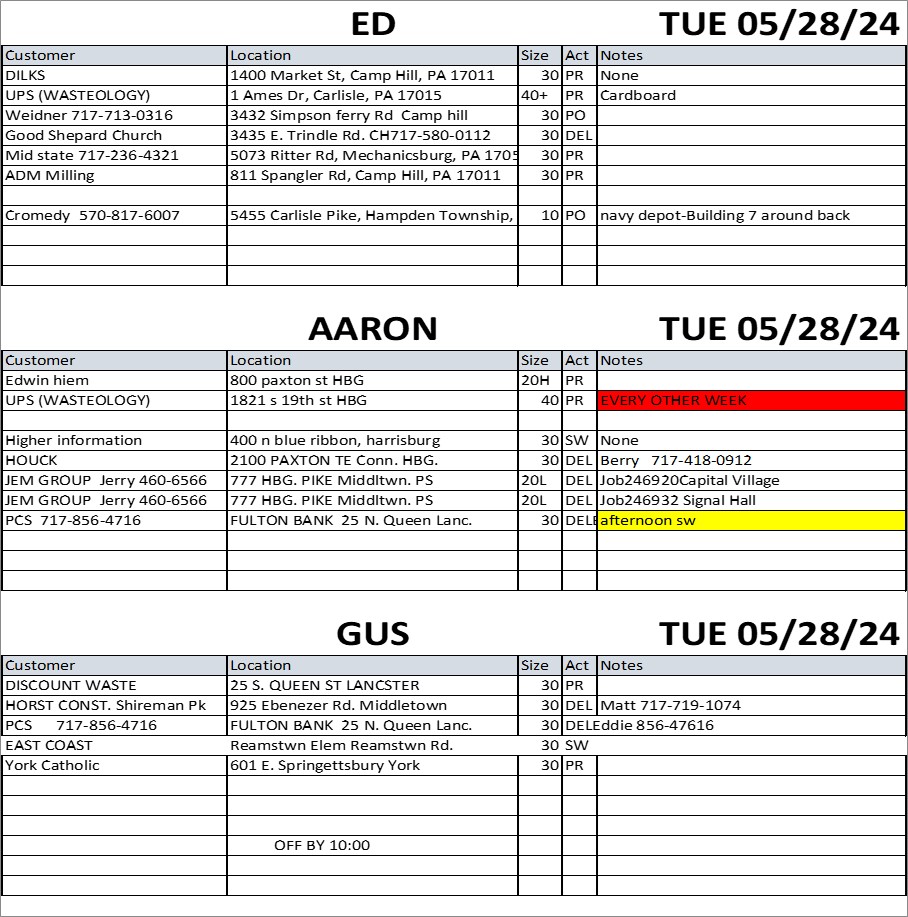 ED TUE 05/28/24
Customer Location Size Act Notes
DILKS 1400 Market St, Camp Hill, PA 17011 30 PR None
UPS (WASTEOLOGY) 1 Ames Dr, Carlisle, PA 17015 40+ PR Cardboard
Weidner 717-713-0316 3432 Simpson ferry Rd Camp hill 30 PO
Good Shepard Church 3435 E. Trindle Rd. CH717-580-0112 30 DEL
Mid state 717-236-4321 5073 Ritter Rd, Mechanicsburg, PA 1705 30 PR
ADM Milling 811 Spangler Rd, Camp Hill, PA 17011 30 PR
Cromedy 570-817-6007 5455 Carlisle Pike, Hampden Township, 10 PO navy depot-Building 7 around back
AARON TUE 05/28/24
Customer Location Size Act Notes
Edwin hiem 800 paxton st HBG 20H PR
UPS (WASTEOLOGY) 1821 s 19th st HBG 40 PR EVERY OTHER WEEK
Higher information 400 n blue ribbon, harrisburg 30 SW None
HOUCK 2100 PAXTON TE Conn. HBG. 30 DEL Berry 717-418-0912
JEM GROUP Jerry 460-6566 777 HBG. PIKE Middltwn. PS 20L DEL Job246920Capital Village
JEM GROUP Jerry 460-6566 777 HBG. PIKE Middltwn. PS 20L DEL Job246932 Signal Hall
PCS 717-856-4716 FULTON BANK 25 N. Queen Lanc. 30 DELE afternoon sw
GUS TUE 05/28/24
Customer Location Size Act Notes
DISCOUNT WASTE 25 S. QUEEN ST LANCSTER 30 PR
HORST CONST. Shireman Pk 925 Ebenezer Rd. Middletown 30 DEL Matt 717-719-1074
PCS 717-856-4716 FULTON BANK 25 N. Queen Lanc. 30 DELEddie 856-47616
EAST COAST Reamstwn Elem Reamstwn Rd. 30 SW
York Catholic 601 E. Springettsbury York 30 PR
OFF BY 10:00